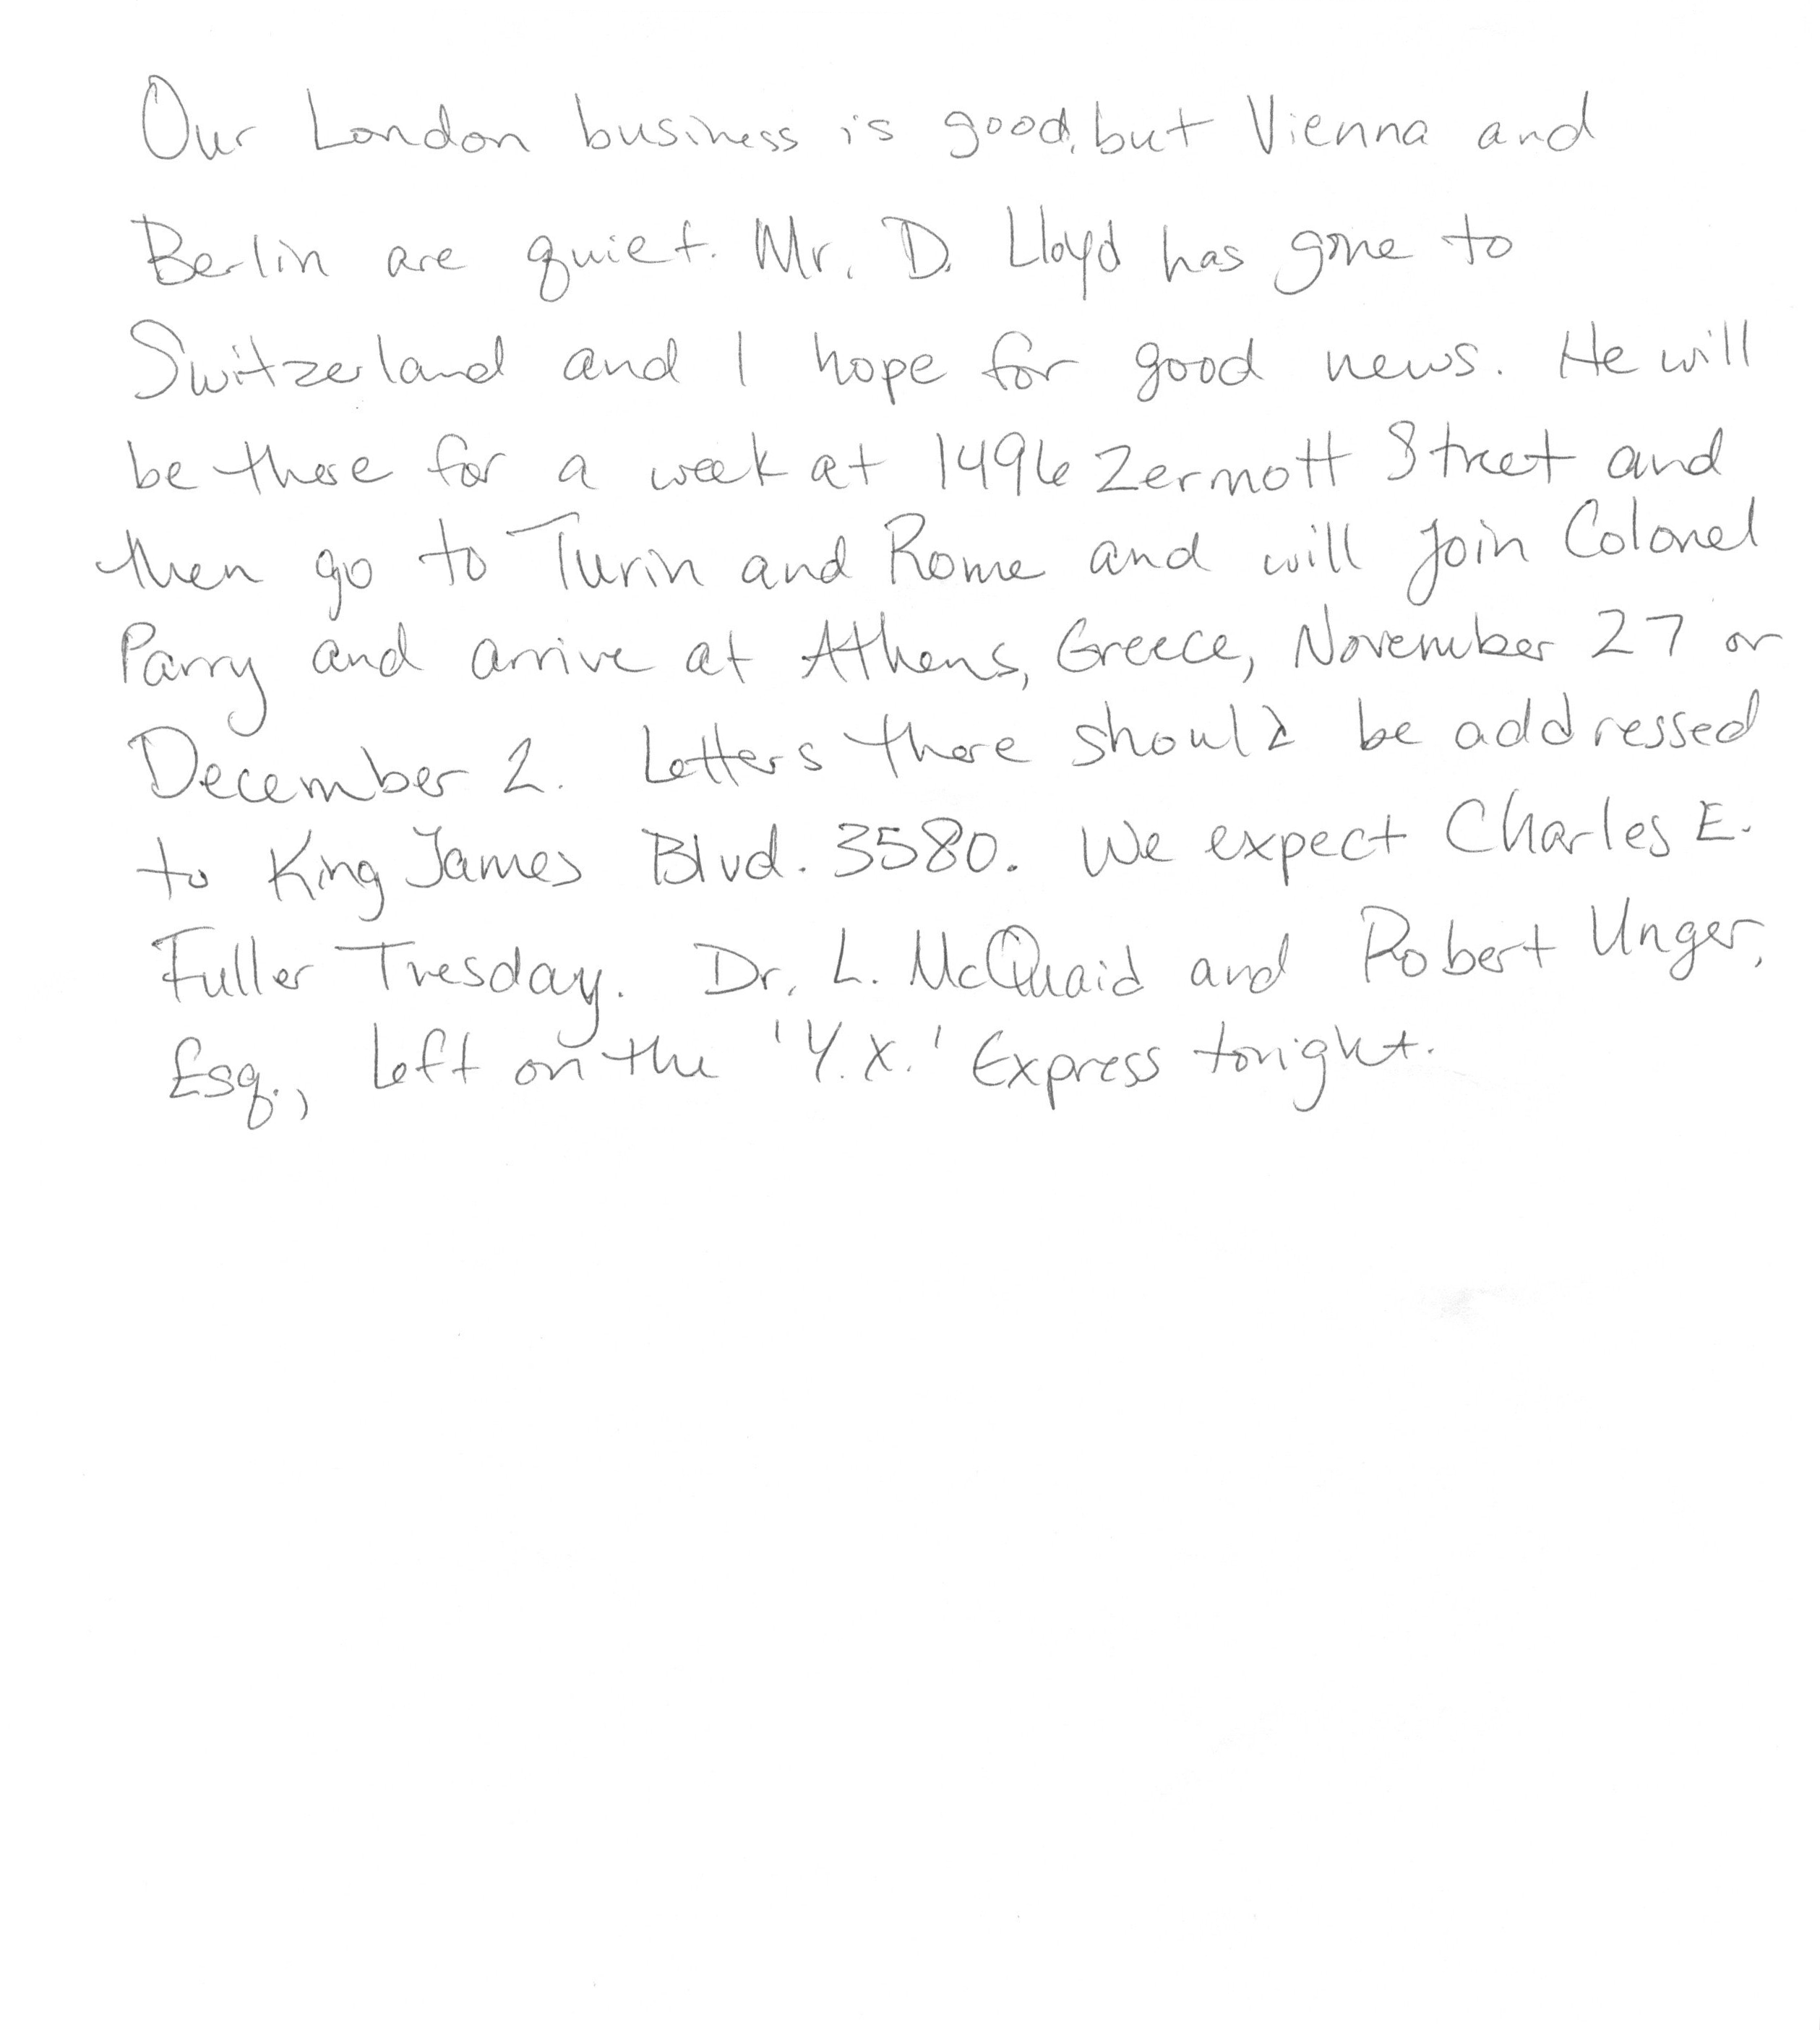 Our London business is good, but Vienna and
Berlin are quiet. Mr. D. Lloyd has gone to
Switzerland and I hope for good news. He will
be there for a week at 1496 Zermott Street and
then go to Turin and Rome and will join Colonel
Parry and arrive at Athens, Greece, November 27 or
December 2. Letters there should be addressed
to King James Blvd. 3580. We expect Charles E.
Fuller Tuesday. Dr. L. McQuaid and Robert Unger,
Esq., left on the 'Y.X.' Express tonight.